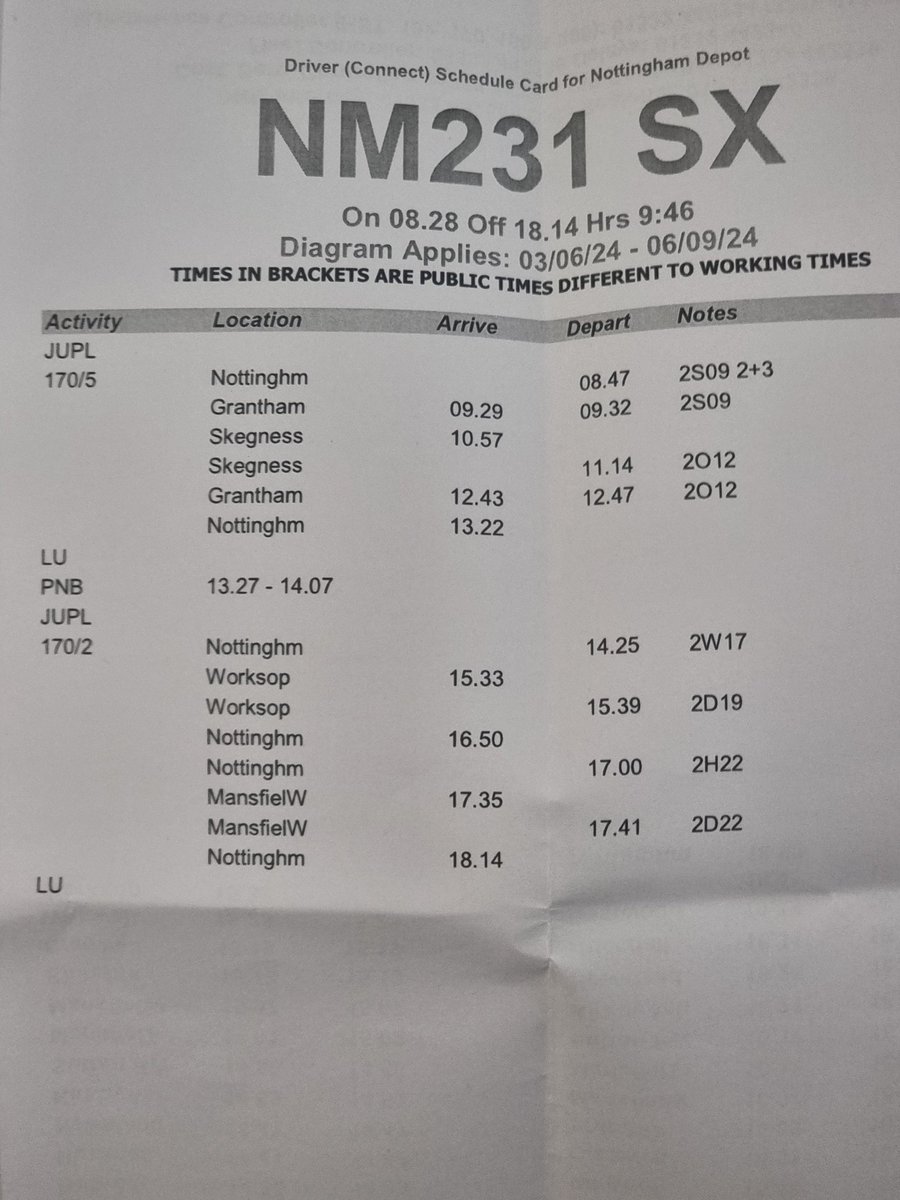 Driver (Connect) Schedule Card for Nottingham Depot
NM231 SX
On 08.28 Off 18.14 Hrs 9:46
Diagram Applies: 03/06/24 - 06/09/24
TIMES IN BRACKETS ARE PUBLIC TIMES DIFFERENT TO WORKING TIMES
Activity Location Arrive Depart Notes
JUPL
170/5 Nottinghm 08.47 2S09 2+3
Grantham 09.29 09.32 2S09
Skegness 10.57
Skegness 11.14 2O12
Grantham 12.43 12.47 2O12
Nottinghm 13.22
LU
PNB 13.27 - 14.07
JUPL
170/2 Nottinghm 14.25 2W17
Worksop 15.33
Worksop 15.39 2D19
Nottinghm 16.50
Nottinghm 17.00 2H22
MansfielW 17.35
MansfielW 17.41 2D22
Nottinghm 18.14
LU